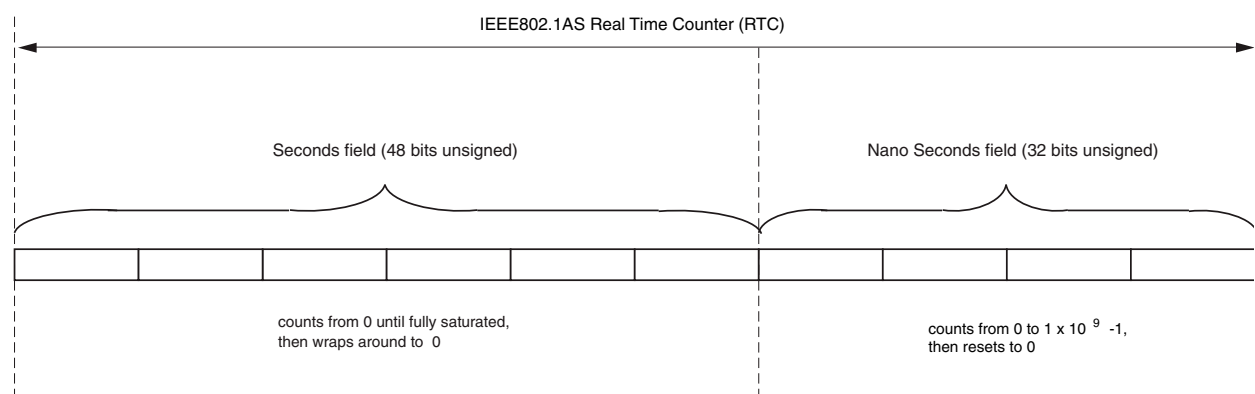 IEEE802.1AS Real Time Counter (RTC)
Seconds field (48 bits unsigned)
Nano Seconds field (32 bits unsigned)
counts from 0 until fully saturated,
then wraps around to 0
counts from 0 to 1 x 10 9 -1,
then resets to 0